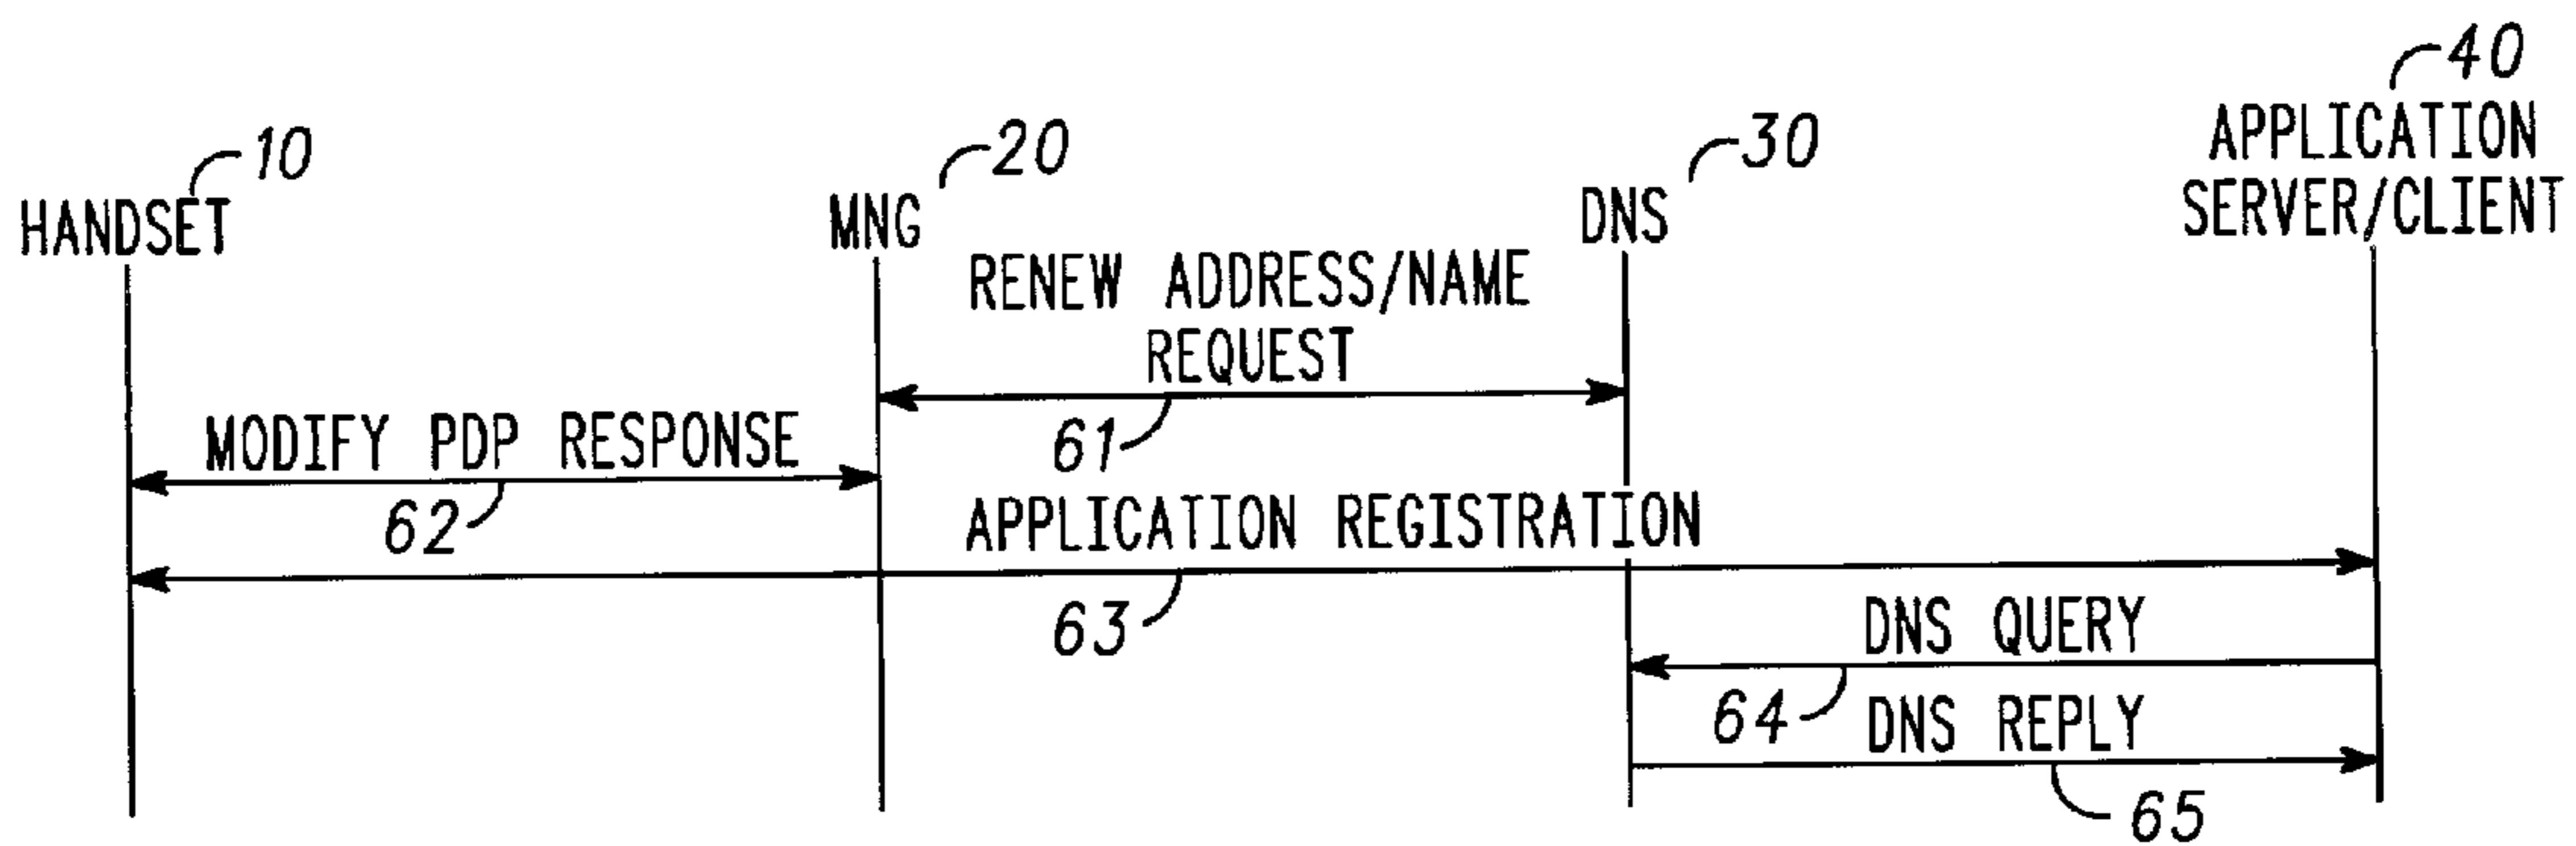 40
APPLICATION
SERVER/CLIENT
10
HANDSET
20
MNG
30
DNS
RENEW ADDRESS/NAME
REQUEST
61
MODIFY PDP RESPONSE
62
APPLICATION REGISTRATION
63
DNS QUERY
64
DNS REPLY
65